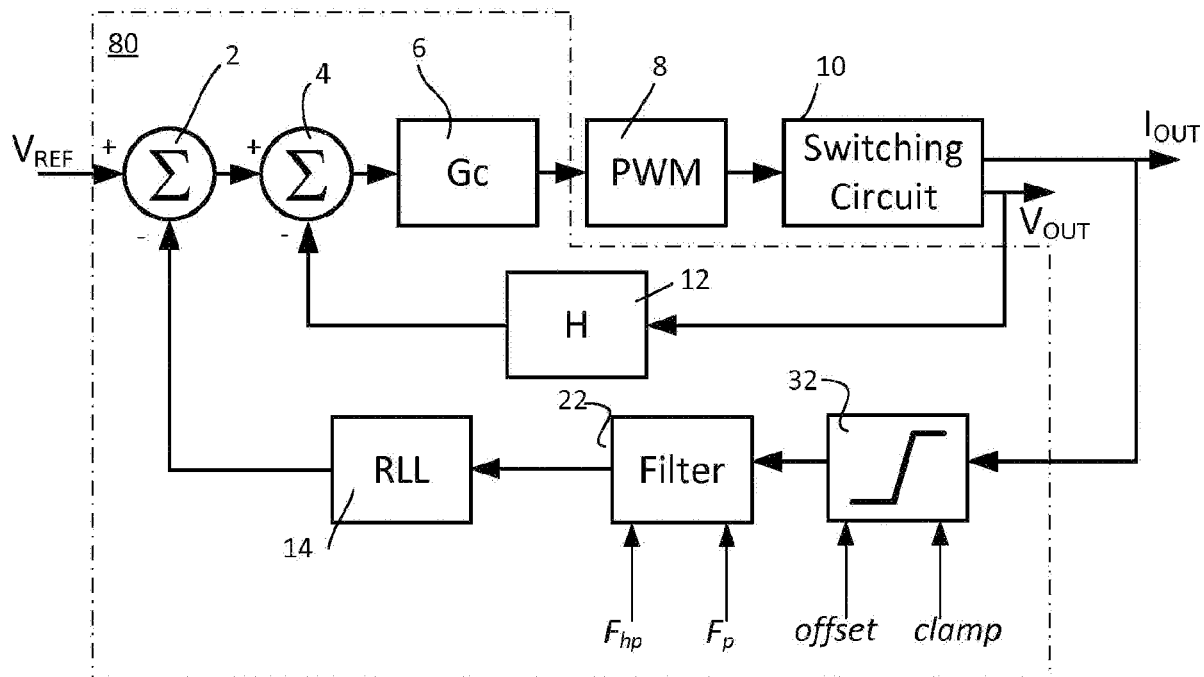 80
2
4
6
8
10
V_REF
+
Σ
-
+
Σ
-
Gc
PWM
Switching
Circuit
I_OUT
V_OUT
H
12
22
32
RLL
14
Filter
F_hp
F_p
offset
clamp